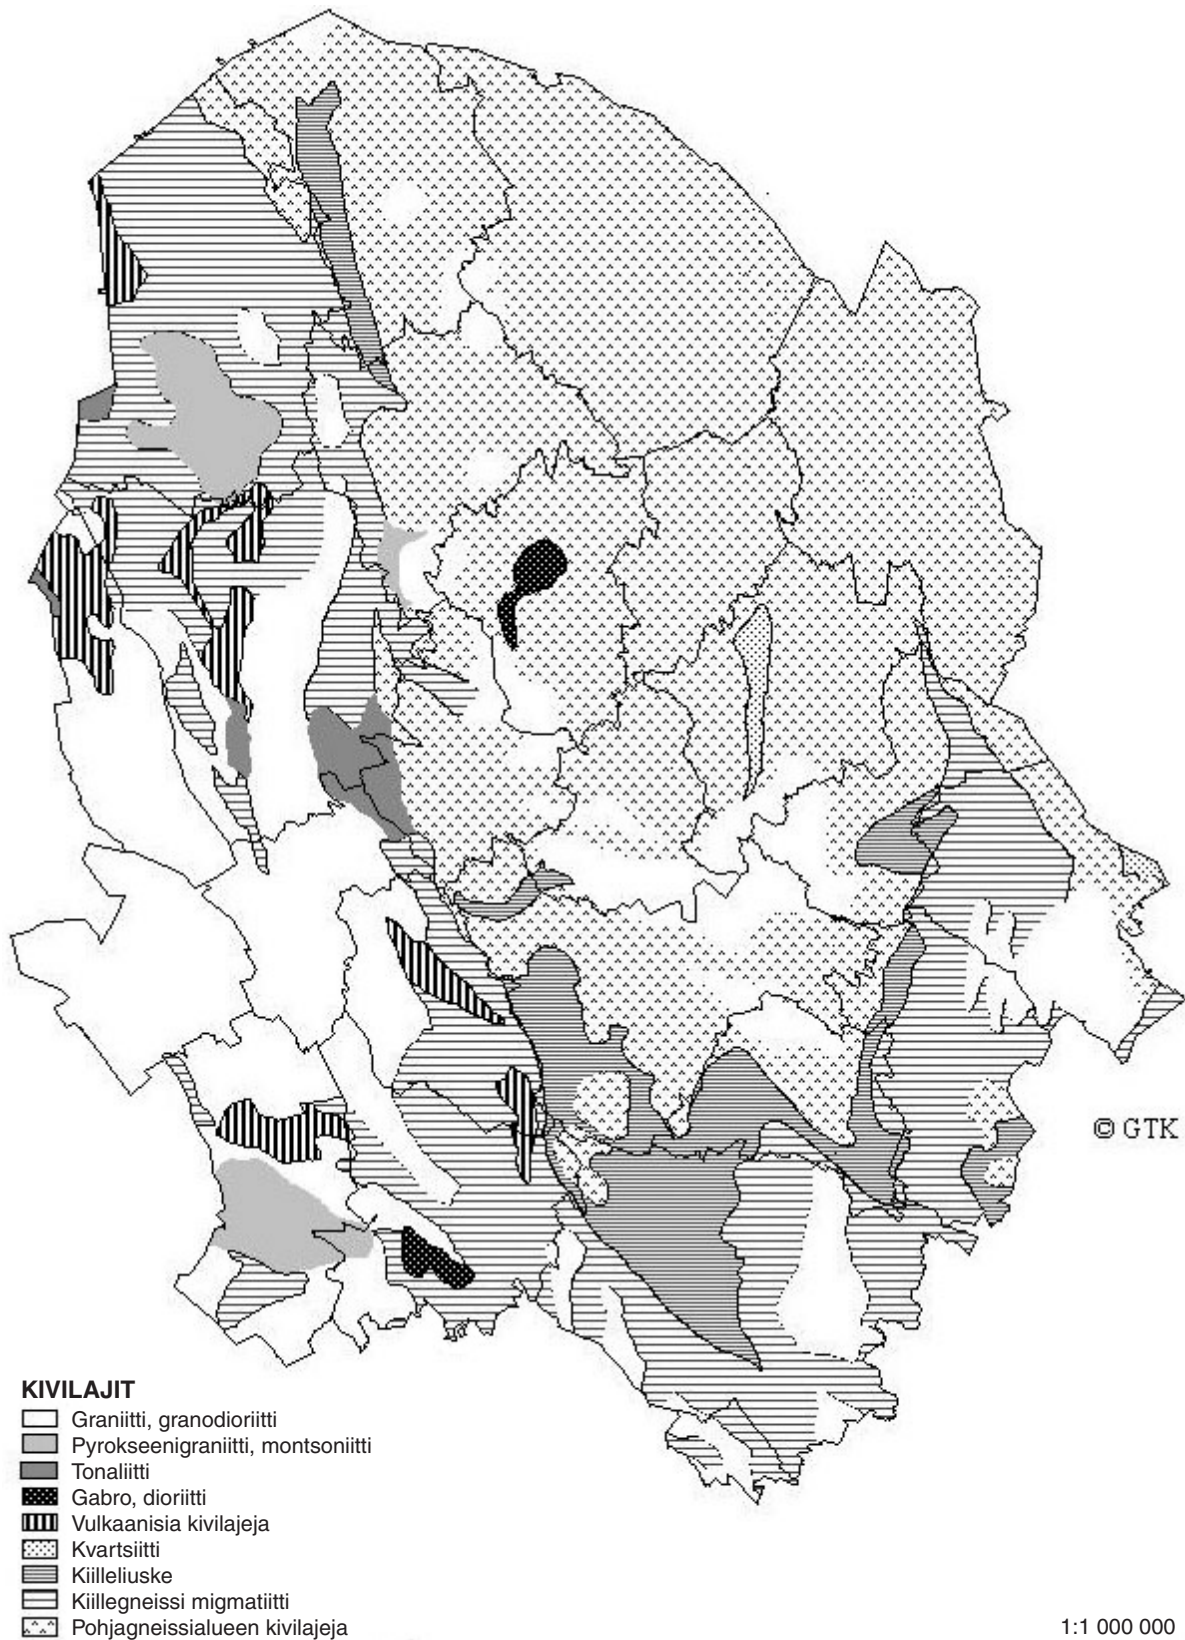 © GTK
KIVILAJIT
Graniitti, granodioriitti
Pyrokseenigraniitti, montsoniitti
Tonaliitti
Gabro, dioriitti
Vulkaanisia kivilajeja
Kvartsiitti
Kiilleliuske
Kiillegneissi migmatiitti
Pohjagneissialueen kivilajeja
1:1 000 000